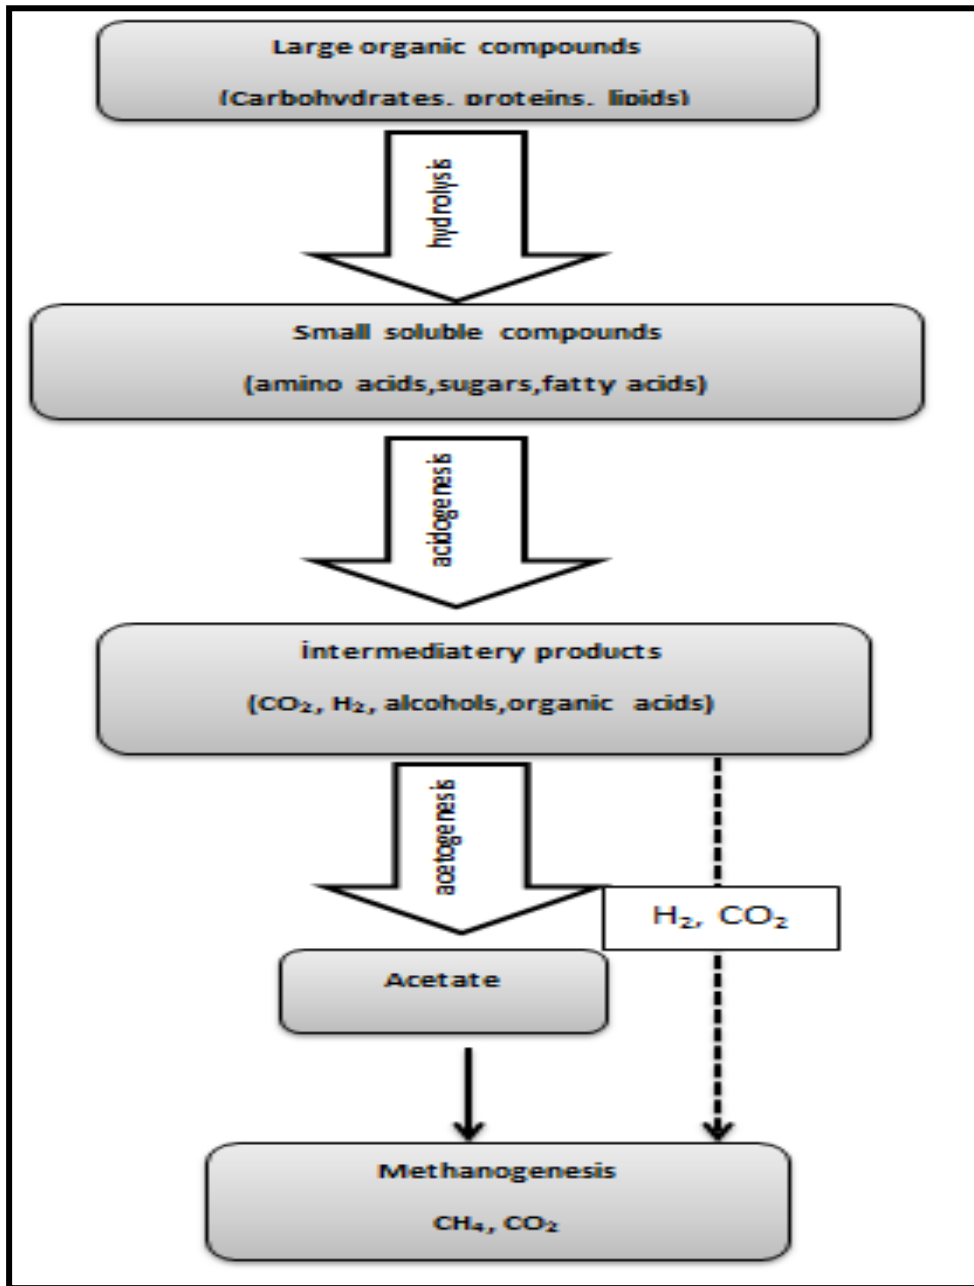 Large organic compounds
(Carbohydrates, proteins, lipids)
hydrolysis
Small soluble compounds
(amino acids,sugars,fatty acids)
acidogenesis
İntermediatery products
(CO₂, H₂, alcohols,organic acids)
acetogenesis
H₂, CO₂
Acetate
Methanogenesis
CH₄, CO₂